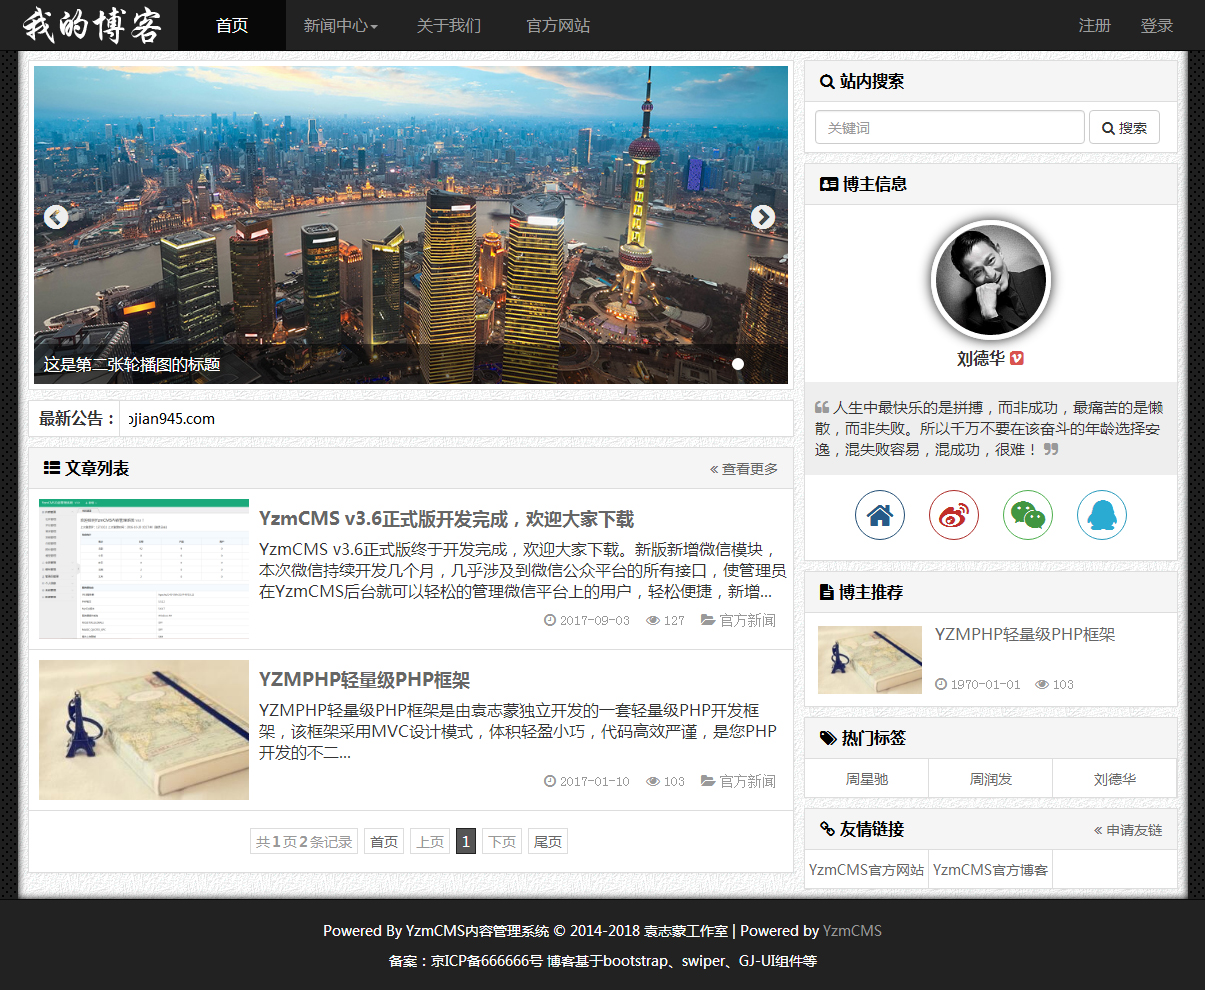 我的博客
首页
新闻中心
关于我们
官方网站
注册
登录
这是第二张轮播图的标题
最新公告：
ojian945.com
文章列表
« 查看更多
YzmCMS v3.6正式版开发完成，欢迎大家下载
YzmCMS v3.6正式版终于开发完成，欢迎大家下载。新版新增微信模块，
本次微信持续开发几个月，几乎涉及到微信公众平台的所有接口，使管理员
在YzmCMS后台就可以轻松的管理微信平台上的用户，轻松便捷，新增...
2017-09-03 127 官方新闻
YZMPHP轻量级PHP框架
YZMPHP轻量级PHP框架是由袁志蒙独立开发的一套轻量级PHP开发框
架，该框架采用MVC设计模式，体积轻盈小巧，代码高效严谨，是您PHP
开发的不二...
2017-01-10 103 官方新闻
共1页2条记录 首页 上页 1 下页 尾页
站内搜索
关键词 搜索
博主信息
刘德华
人生中最快乐的是拼搏，而非成功，最痛苦的是懒
散，而非失败。所以千万不要在该奋斗的年龄选择安
逸，混失败容易，混成功，很难！
博主推荐
YZMPHP轻量级PHP框架
1970-01-01 103
热门标签
周星驰 周润发 刘德华
友情链接
« 申请友链
YzmCMS官方网站 YzmCMS官方博客
Powered By YzmCMS内容管理系统 © 2014-2018 袁志蒙工作室 | Powered by YzmCMS
备案：京ICP备666666号 博客基于bootstrap、swiper、GJ-UI组件等